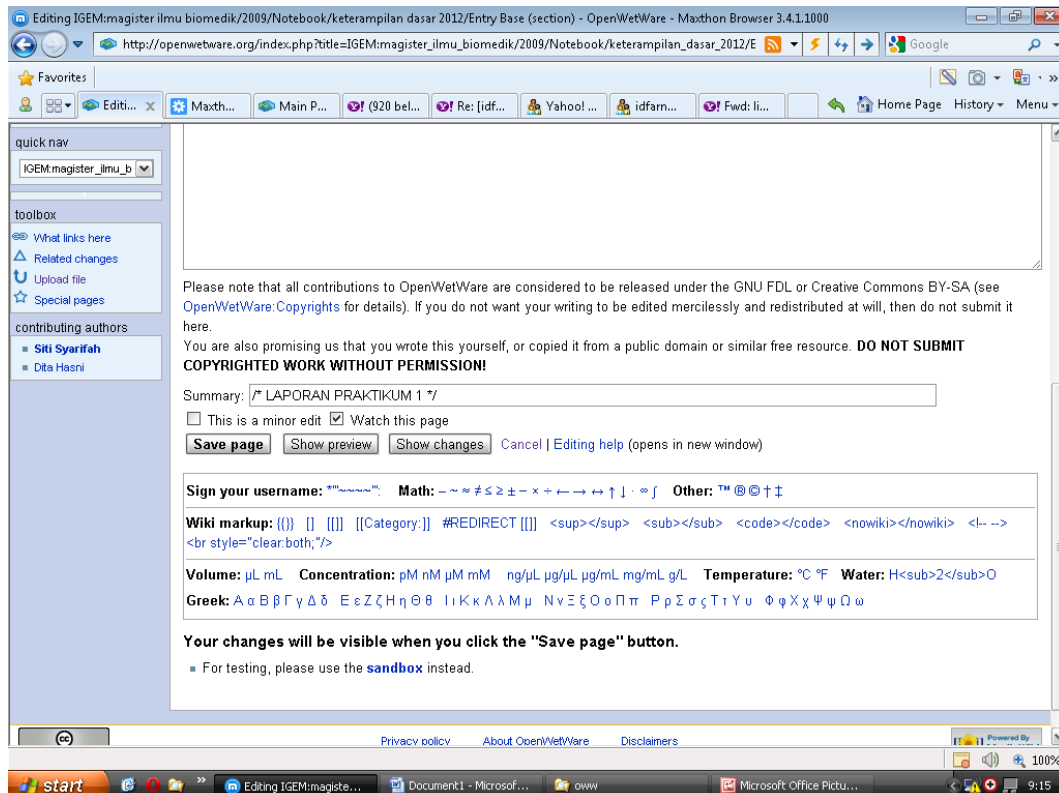 Editing IGEM:magister ilmu biomedik/2009/Notebook/keterampilan dasar 2012/Entry Base (section) - OpenWetWare - Maxthon Browser 3.4.1.1000
http://openwetware.org/index.php?title=IGEM:magister_ilmu_biomedik/2009/Notebook/keterampilan_dasar_2012/E
Google
Favorites
Editi... x Maxth... Main P... (920 bel... Re: [idf... Yahoo! ... idfarn... Fwd: li... Home Page History Menu
quick nav
IGEM:magister_ilmu_b
toolbox
What links here
Related changes
Upload file
Special pages
contributing authors
Siti Syarifah
Dita Hasni
Please note that all contributions to OpenWetWare are considered to be released under the GNU FDL or Creative Commons BY-SA (see
OpenWetWare:Copyrights for details). If you do not want your writing to be edited mercilessly and redistributed at will, then do not submit it
here.
You are also promising us that you wrote this yourself, or copied it from a public domain or similar free resource. DO NOT SUBMIT
COPYRIGHTED WORK WITHOUT PERMISSION!
Summary: /* LAPORAN PRAKTIKUM 1 */
This is a minor edit Watch this page
Save page Show preview Show changes Cancel | Editing help (opens in new window)
Sign your username: *'''~~~~''': Math: − ~ ≈ ≠ ≤ ≥ ± − × ÷ ← → ↔ ↑ ↓ · ∞ ∫ Other: ™ ® © † ‡
Wiki markup: {{}} [] [[]] [[Category:]] #REDIRECT [[]] <sup></sup> <sub></sub> <code></code> <nowiki></nowiki> <!-- -->
<br style="clear:both;"/>
Volume: µL mL Concentration: pM nM µM mM ng/µL µg/µL µg/mL mg/mL g/L Temperature: °C °F Water: H<sub>2</sub>O
Greek: Α α Β β Γ γ Δ δ Ε ε Ζ ζ Η η Θ θ Ι ι Κ κ Λ λ Μ μ Ν ν Ξ ξ Ο ο Π π Ρ ρ Σ σ ς Τ τ Υ υ Φ φ Χ χ Ψ ψ Ω ω
Your changes will be visible when you click the "Save page" button.
For testing, please use the sandbox instead.
cc Privacy policy About OpenWetWare Disclaimers Powered By
100%
start Editing IGEM:magiste... Document1 - Microsof... oww Microsoft Office Pictu... 9:15